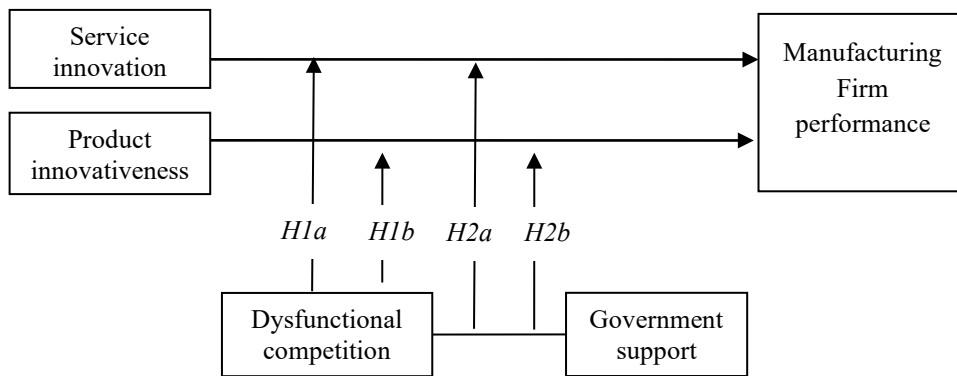 Service
innovation
Manufacturing
Firm
performance
Product
innovativeness
H1a
H1b
H2a
H2b
Dysfunctional
competition
Government
support